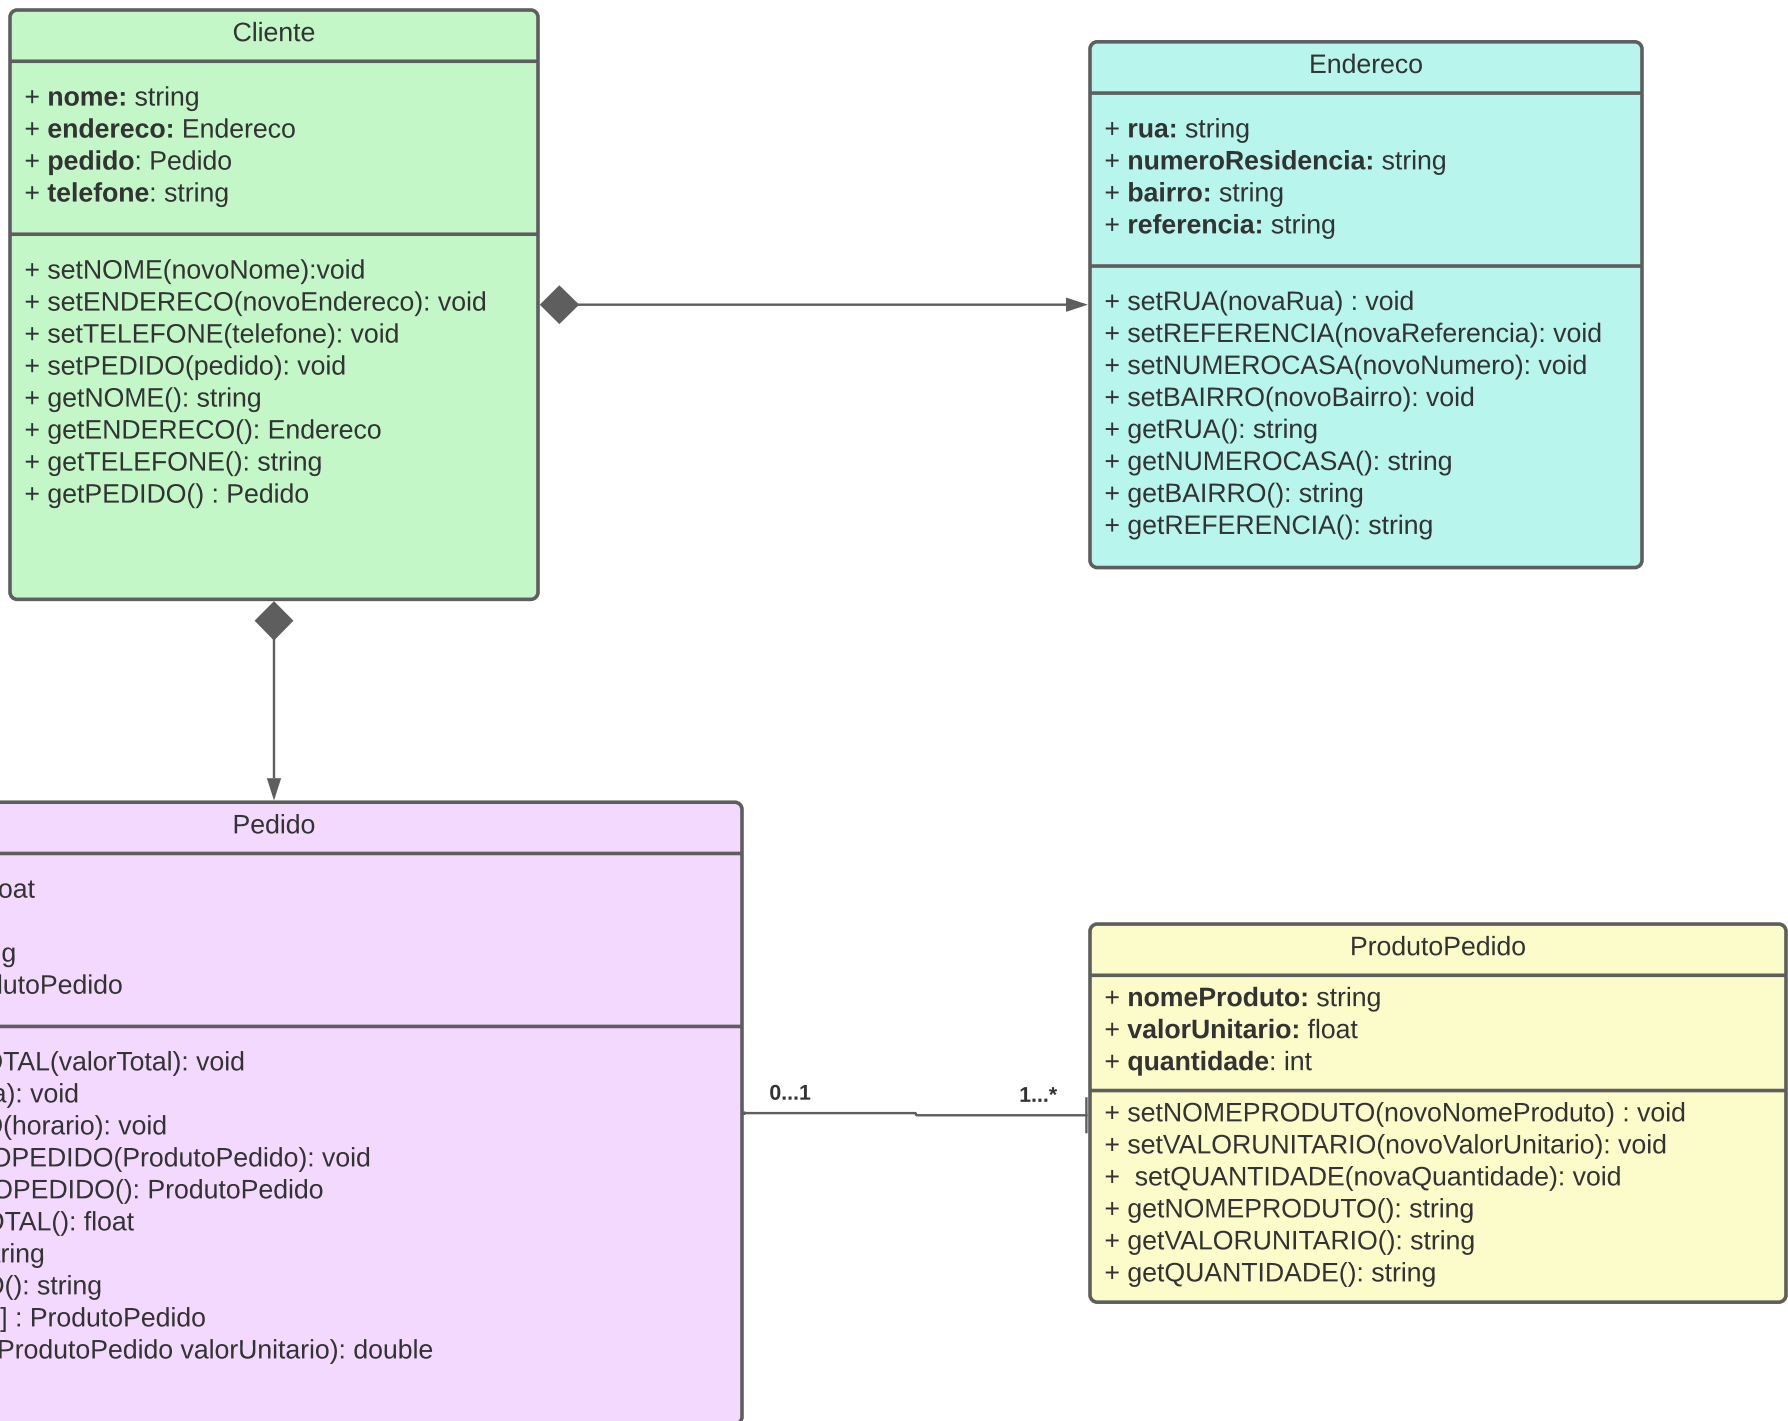 Cliente
+ nome: string
+ endereco: Endereco
+ pedido: Pedido
+ telefone: string
+ setNOME(novoNome):void
+ setENDERECO(novoEndereco): void
+ setTELEFONE(telefone): void
+ setPEDIDO(pedido): void
+ getNOME(): string
+ getENDERECO(): Endereco
+ getTELEFONE(): string
+ getPEDIDO() : Pedido
Endereco
+ rua: string
+ numeroResidencia: string
+ bairro: string
+ referencia: string
+ setRUA(novaRua) : void
+ setREFERENCIA(novaReferencia): void
+ setNUMEROCASA(novoNumero): void
+ setBAIRRO(novoBairro): void
+ getRUA(): string
+ getNUMEROCASA(): string
+ getBAIRRO(): string
+ getREFERENCIA(): string
Pedido
oat
g
dutoPedido
OTAL(valorTotal): void
a): void
O(horario): void
OPEDIDO(ProdutoPedido): void
OPEDIDO(): ProdutoPedido
OTAL(): float
tring
O(): string
] : ProdutoPedido
(ProdutoPedido valorUnitario): double
0...1
1...*
ProdutoPedido
+ nomeProduto: string
+ valorUnitario: float
+ quantidade: int
+ setNOMEPRODUTO(novoNomeProduto) : void
+ setVALORUNITARIO(novoValorUnitario): void
+  setQUANTIDADE(novaQuantidade): void
+ getNOMEPRODUTO(): string
+ getVALORUNITARIO(): string
+ getQUANTIDADE(): string